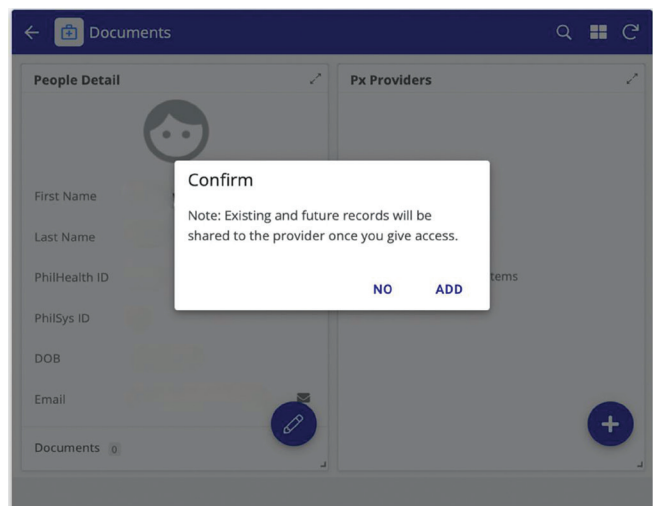 Documents
People Detail
Px Providers
Confirm
Note: Existing and future records will be
shared to the provider once you give access.
NO ADD
First Name
Last Name
PhilHealth ID
tems
PhilSys ID
DOB
Email
Documents 0